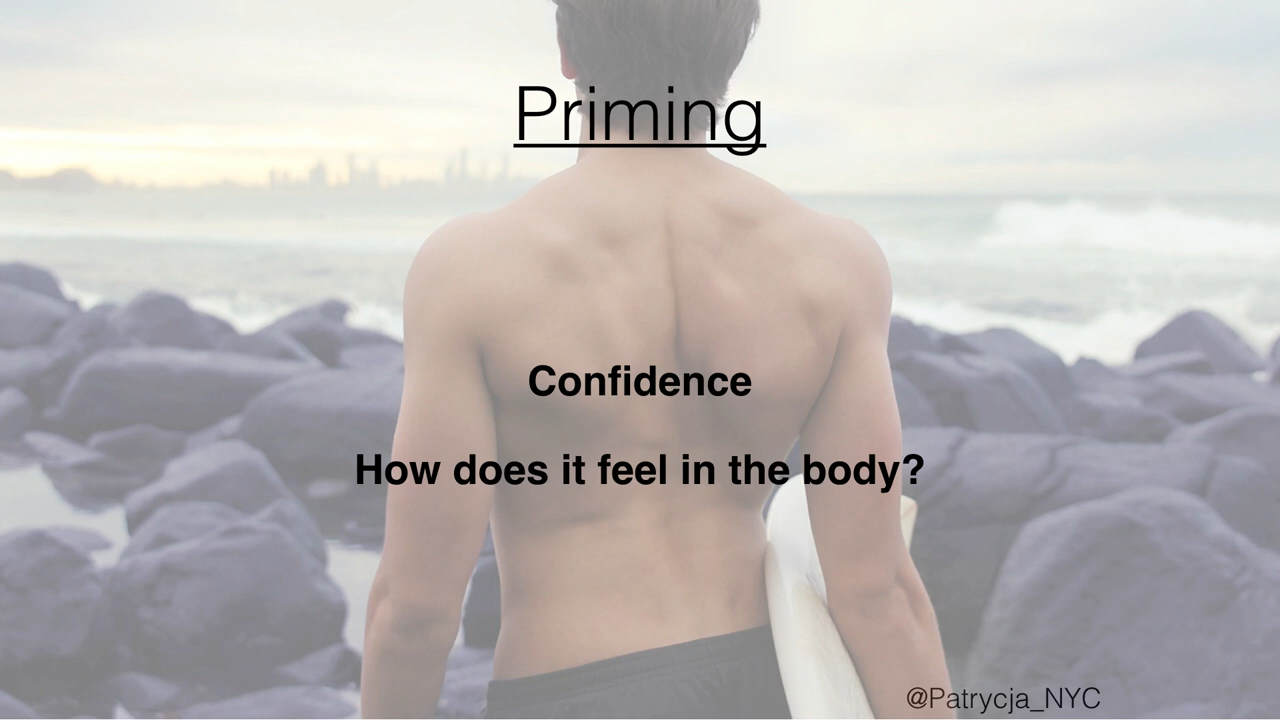 Priming
Confidence
How does it feel in the body?
@Patrycja_NYC